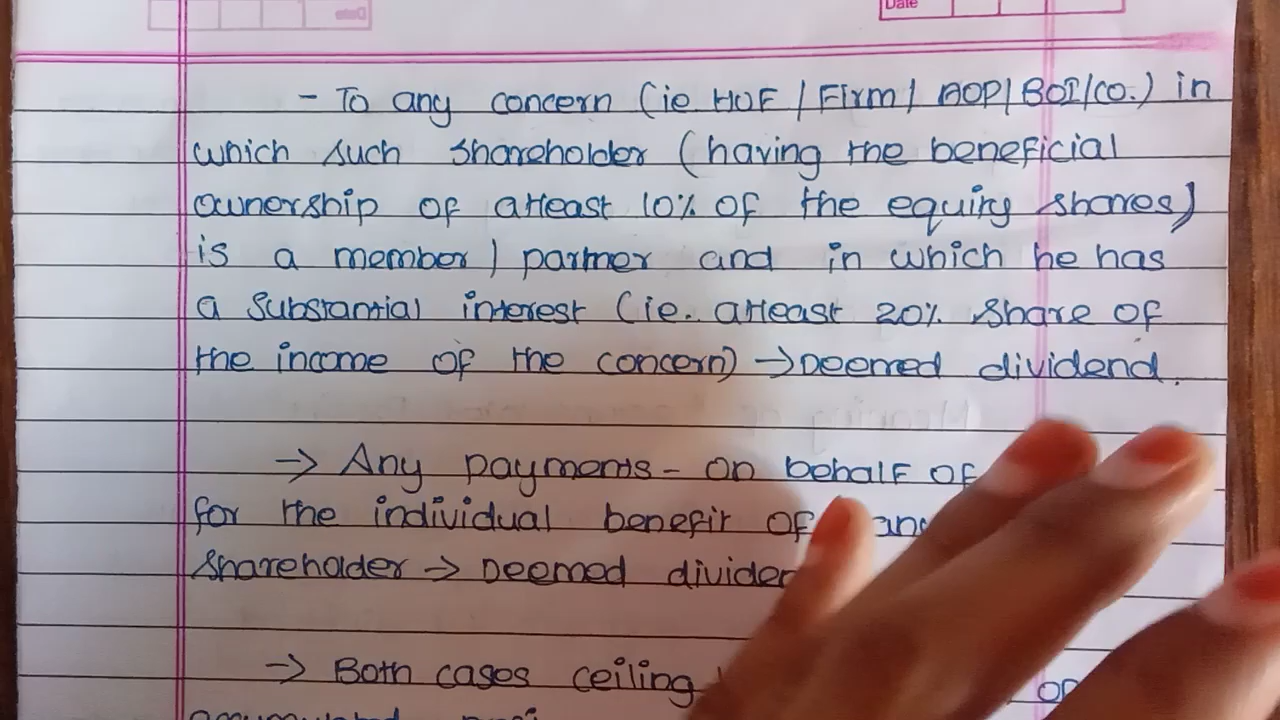 Date
- To any concern (ie HUF / Firm / AOP/ BOI/co.) in
which such shareholder (having the beneficial
ownership of atleast 10% of the equity shares)
is a member / partner and in which he has
a substantial interest (ie. atleast 20% share of
the income of the concern) → Deemed dividend.
→ Any payments - on behalf of
for the individual benefit of
shareholder → Deemed
→ Both cases ceiling
accumulated